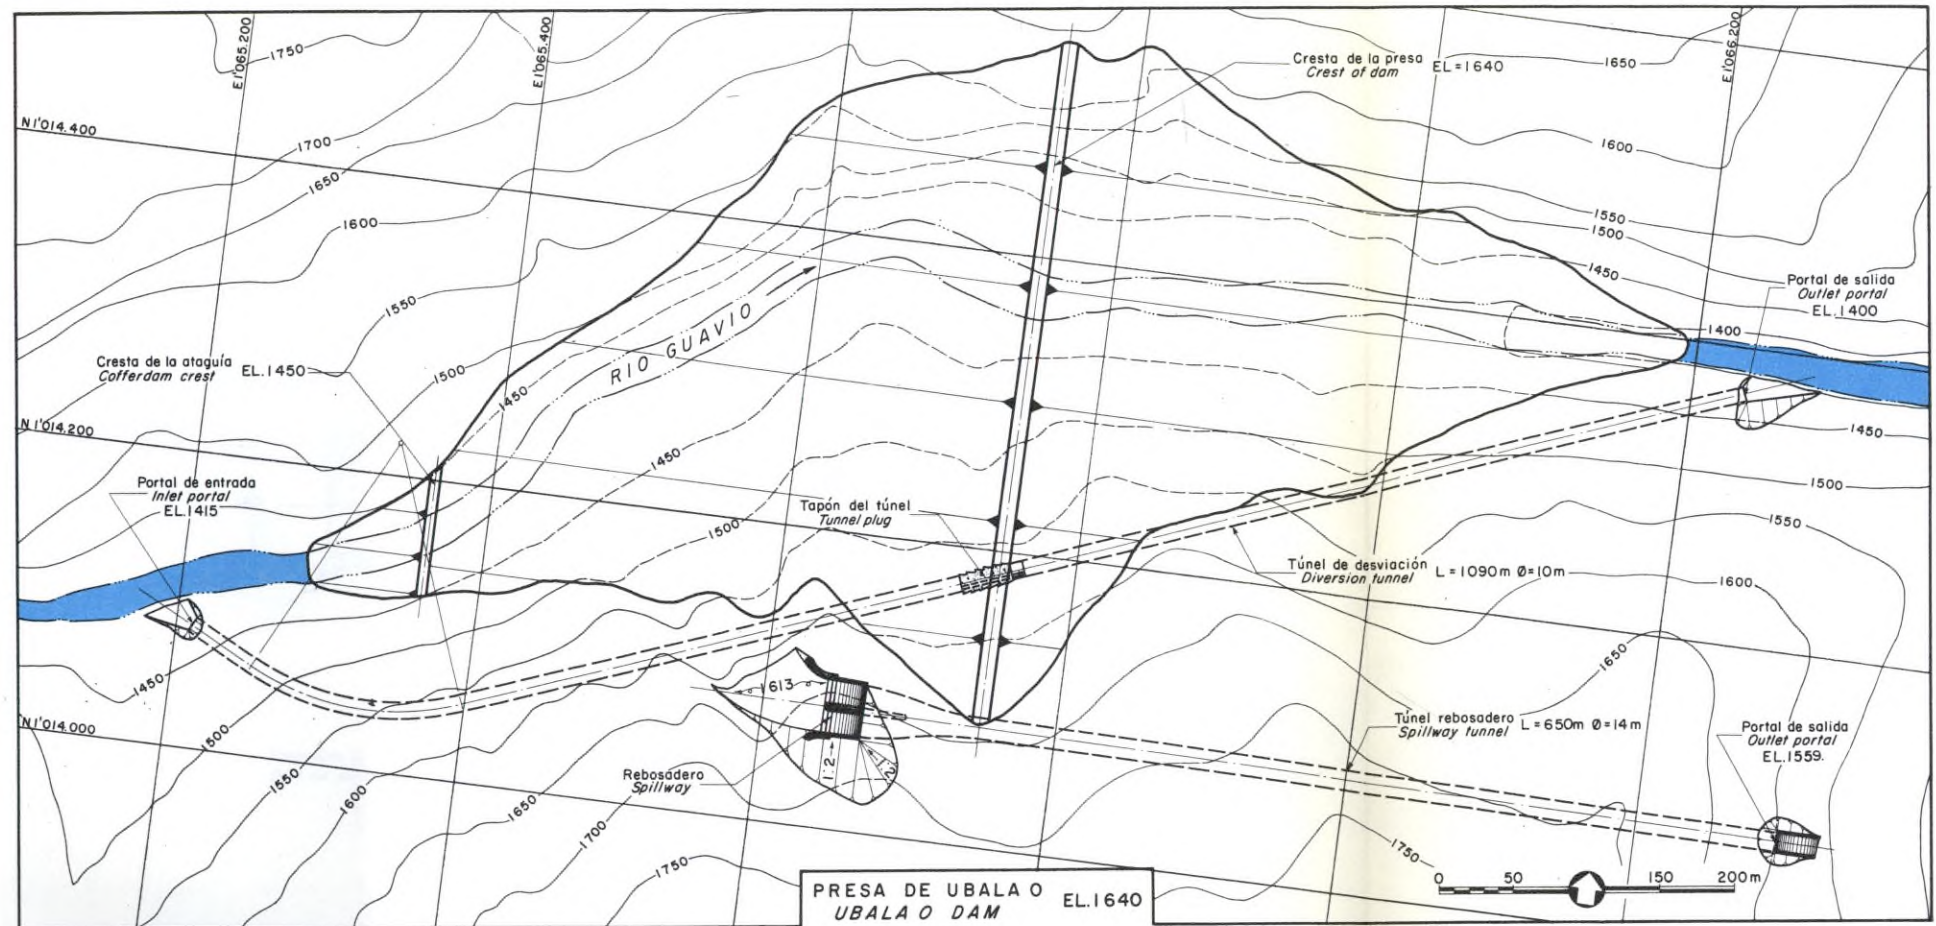 E1'065.200
E1'065.400
E1'066.200
1750
Cresta de la presa
Crest of dam
EL=1640
1650
N1'014.400
1700
1650
1600
1600
1550
1500
1450
1550
Portal de salida
Outlet portal
EL.1400
1400
RIO GUAVIO
Cresta de la ataguía
Cofferdam crest
EL.1450
1500
1450
N1'014.200
1450
1450
Portal de entrada
Inlet portal
EL.1415
1500
Tapón del túnel
Tunnel plug
1500
1550
Túnel de desviación
Diversion tunnel
L=1090m Ø=10m
1600
1450
1650
1613
N1'014.000
1500
Túnel rebosadero
Spillway tunnel
L=650m Ø=14m
Portal de salida
Outlet portal
EL.1559.
1550
Rebosadero
Spillway
1:2
1:2
1600
1650
1700
1750
1750
0 50 150 200m
PRESA DE UBALA O
UBALA O DAM
EL.1640